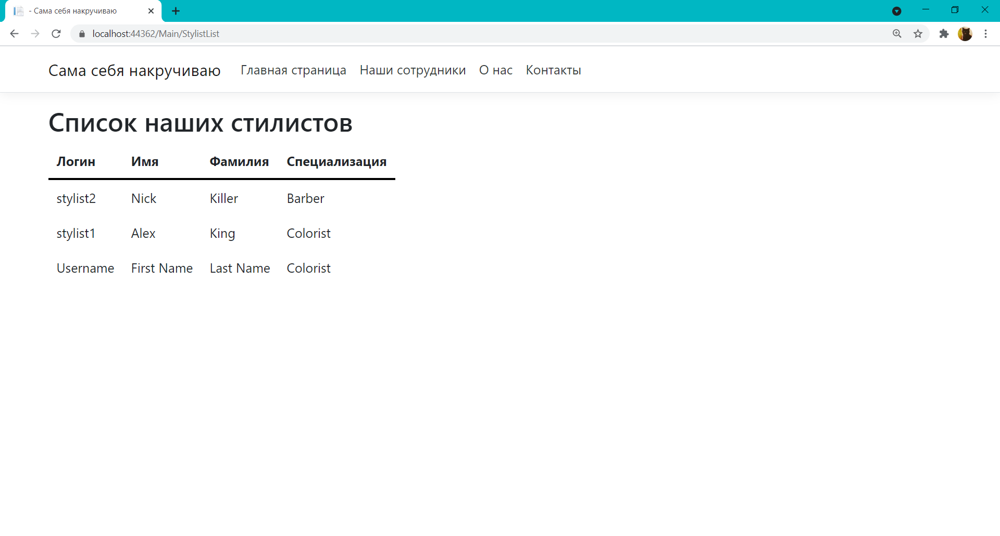 - Сама себя накручиваю
localhost:44362/Main/StylistList
Сама себя накручиваю Главная страница Наши сотрудники О нас Контакты
Список наших стилистов
Логин Имя Фамилия Специализация
stylist2 Nick Killer Barber
stylist1 Alex King Colorist
Username First Name Last Name Colorist